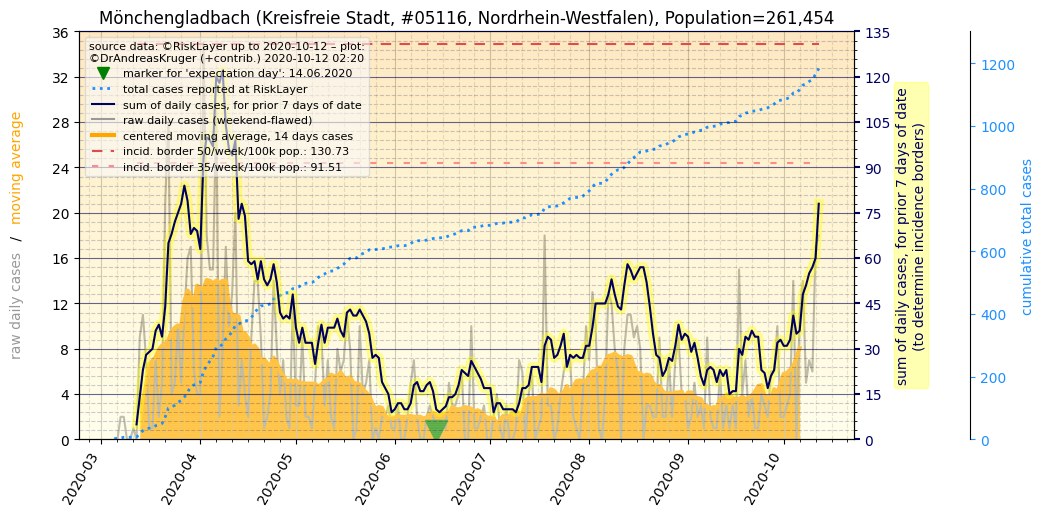 Mönchengladbach (Kreisfreie Stadt, #05116, Nordrhein-Westfalen), Population=261,454
source data: ©RiskLayer up to 2020-10-12 – plot:
©DrAndreasKruger (+contrib.) 2020-10-12 02:20
marker for 'expectation day': 14.06.2020
total cases reported at RiskLayer
sum of daily cases, for prior 7 days of date
raw daily cases (weekend-flawed)
centered moving average, 14 days cases
incid. border 50/week/100k pop.: 130.73
incid. border 35/week/100k pop.: 91.51
raw daily cases / moving average
36
32
28
24
20
16
12
8
4
0
2020-03
2020-04
2020-05
2020-06
2020-07
2020-08
2020-09
2020-10
135
120
105
90
75
60
45
30
15
0
sum of daily cases, for prior 7 days of date
(to determine incidence borders)
1200
1000
800
600
400
200
0
cumulative total cases